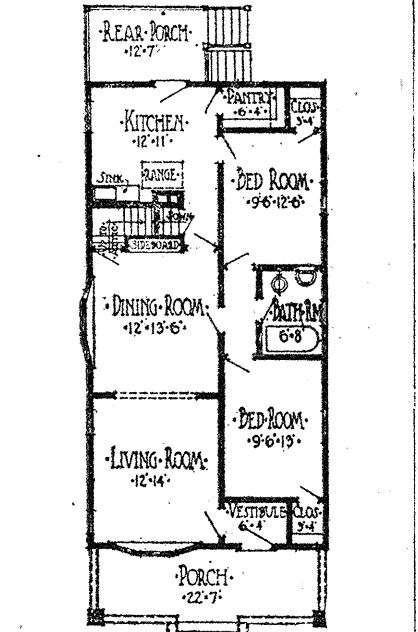 ·REAR PORCH·
·12'·7'·
·PANTRY·
·6'·4'·
·CLOS·
3'·4'
·KITCHEN·
·12'·11'·
RANGE
SINK
·BED ROOM·
·9'·6"·12'·6"·
DOWN
SIDEBOARD
·DINING·ROOM·
·12'·13'·6"·
·BATH·RM·
6'·8'
·BED·ROOM·
·9'·6"·13'·
·LIVING·ROOM·
·12'·14'·
·VESTIBULE·
6'·4'
·CLOS·
3'·4'
·PORCH·
·22'·7'·